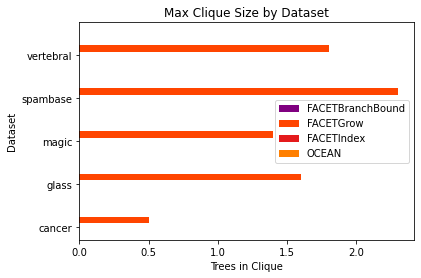 Max Clique Size by Dataset
vertebral
spambase
magic
glass
cancer
Dataset
FACETBranchBound
FACETGrow
FACETIndex
OCEAN
0.0 0.5 1.0 1.5 2.0
Trees in Clique